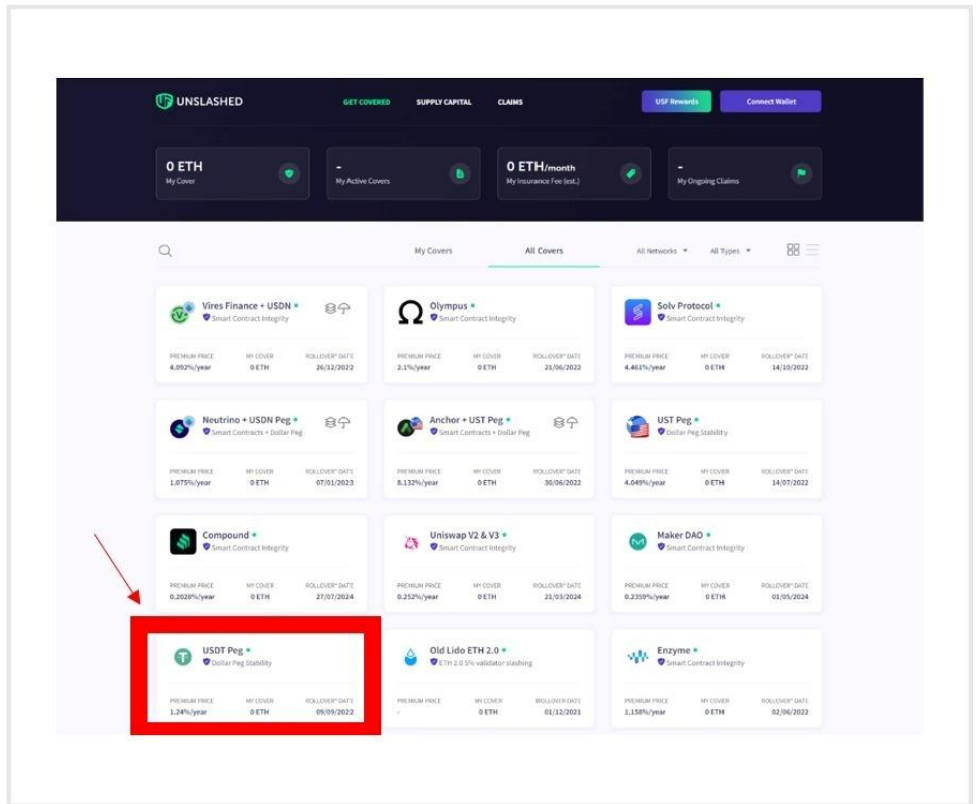 UNSLASHED
GET COVERED SUPPLY CAPITAL CLAIMS
USF Rewards Connect Wallet
0 ETH - 0 ETH/month -
My Cover My Active Covers My Insurance Fee (est.) My Ongoing Claims
My Covers All Covers All Networks All Types
Vires Finance + USDN Olympus Solv Protocol
Smart Contract Integrity Smart Contract Integrity Smart Contract Integrity
PREMIUM PRICE MY COVER ROLLOVER* DATE PREMIUM PRICE MY COVER ROLLOVER* DATE PREMIUM PRICE MY COVER ROLLOVER* DATE
4.092%/year 0 ETH 26/12/2022 2.1%/year 0 ETH 21/06/2022 4.461%/year 0 ETH 14/10/2022
Neutrino + USDN Peg Anchor + UST Peg UST Peg
Smart Contracts + Dollar Peg Smart Contracts + Dollar Peg Dollar Peg Stability
PREMIUM PRICE MY COVER ROLLOVER* DATE PREMIUM PRICE MY COVER ROLLOVER* DATE PREMIUM PRICE MY COVER ROLLOVER* DATE
1.075%/year 0 ETH 07/01/2023 8.132%/year 0 ETH 30/06/2022 4.049%/year 0 ETH 14/07/2022
Compound Uniswap V2 & V3 Maker DAO
Smart Contract Integrity Smart Contract Integrity Smart Contract Integrity
PREMIUM PRICE MY COVER ROLLOVER* DATE PREMIUM PRICE MY COVER ROLLOVER* DATE PREMIUM PRICE MY COVER ROLLOVER* DATE
0.2028%/year 0 ETH 27/07/2024 0.252%/year 0 ETH 21/03/2024 0.2359%/year 0 ETH 01/05/2024
USDT Peg Old Lido ETH 2.0 Enzyme
Dollar Peg Stability ETH 2.0 5% validator slashing Smart Contract Integrity
PREMIUM PRICE MY COVER ROLLOVER* DATE PREMIUM PRICE MY COVER ROLLOVER DATE PREMIUM PRICE MY COVER ROLLOVER* DATE
1.24%/year 0 ETH 09/09/2022 - 0 ETH 01/12/2021 1.158%/year 0 ETH 02/06/2022